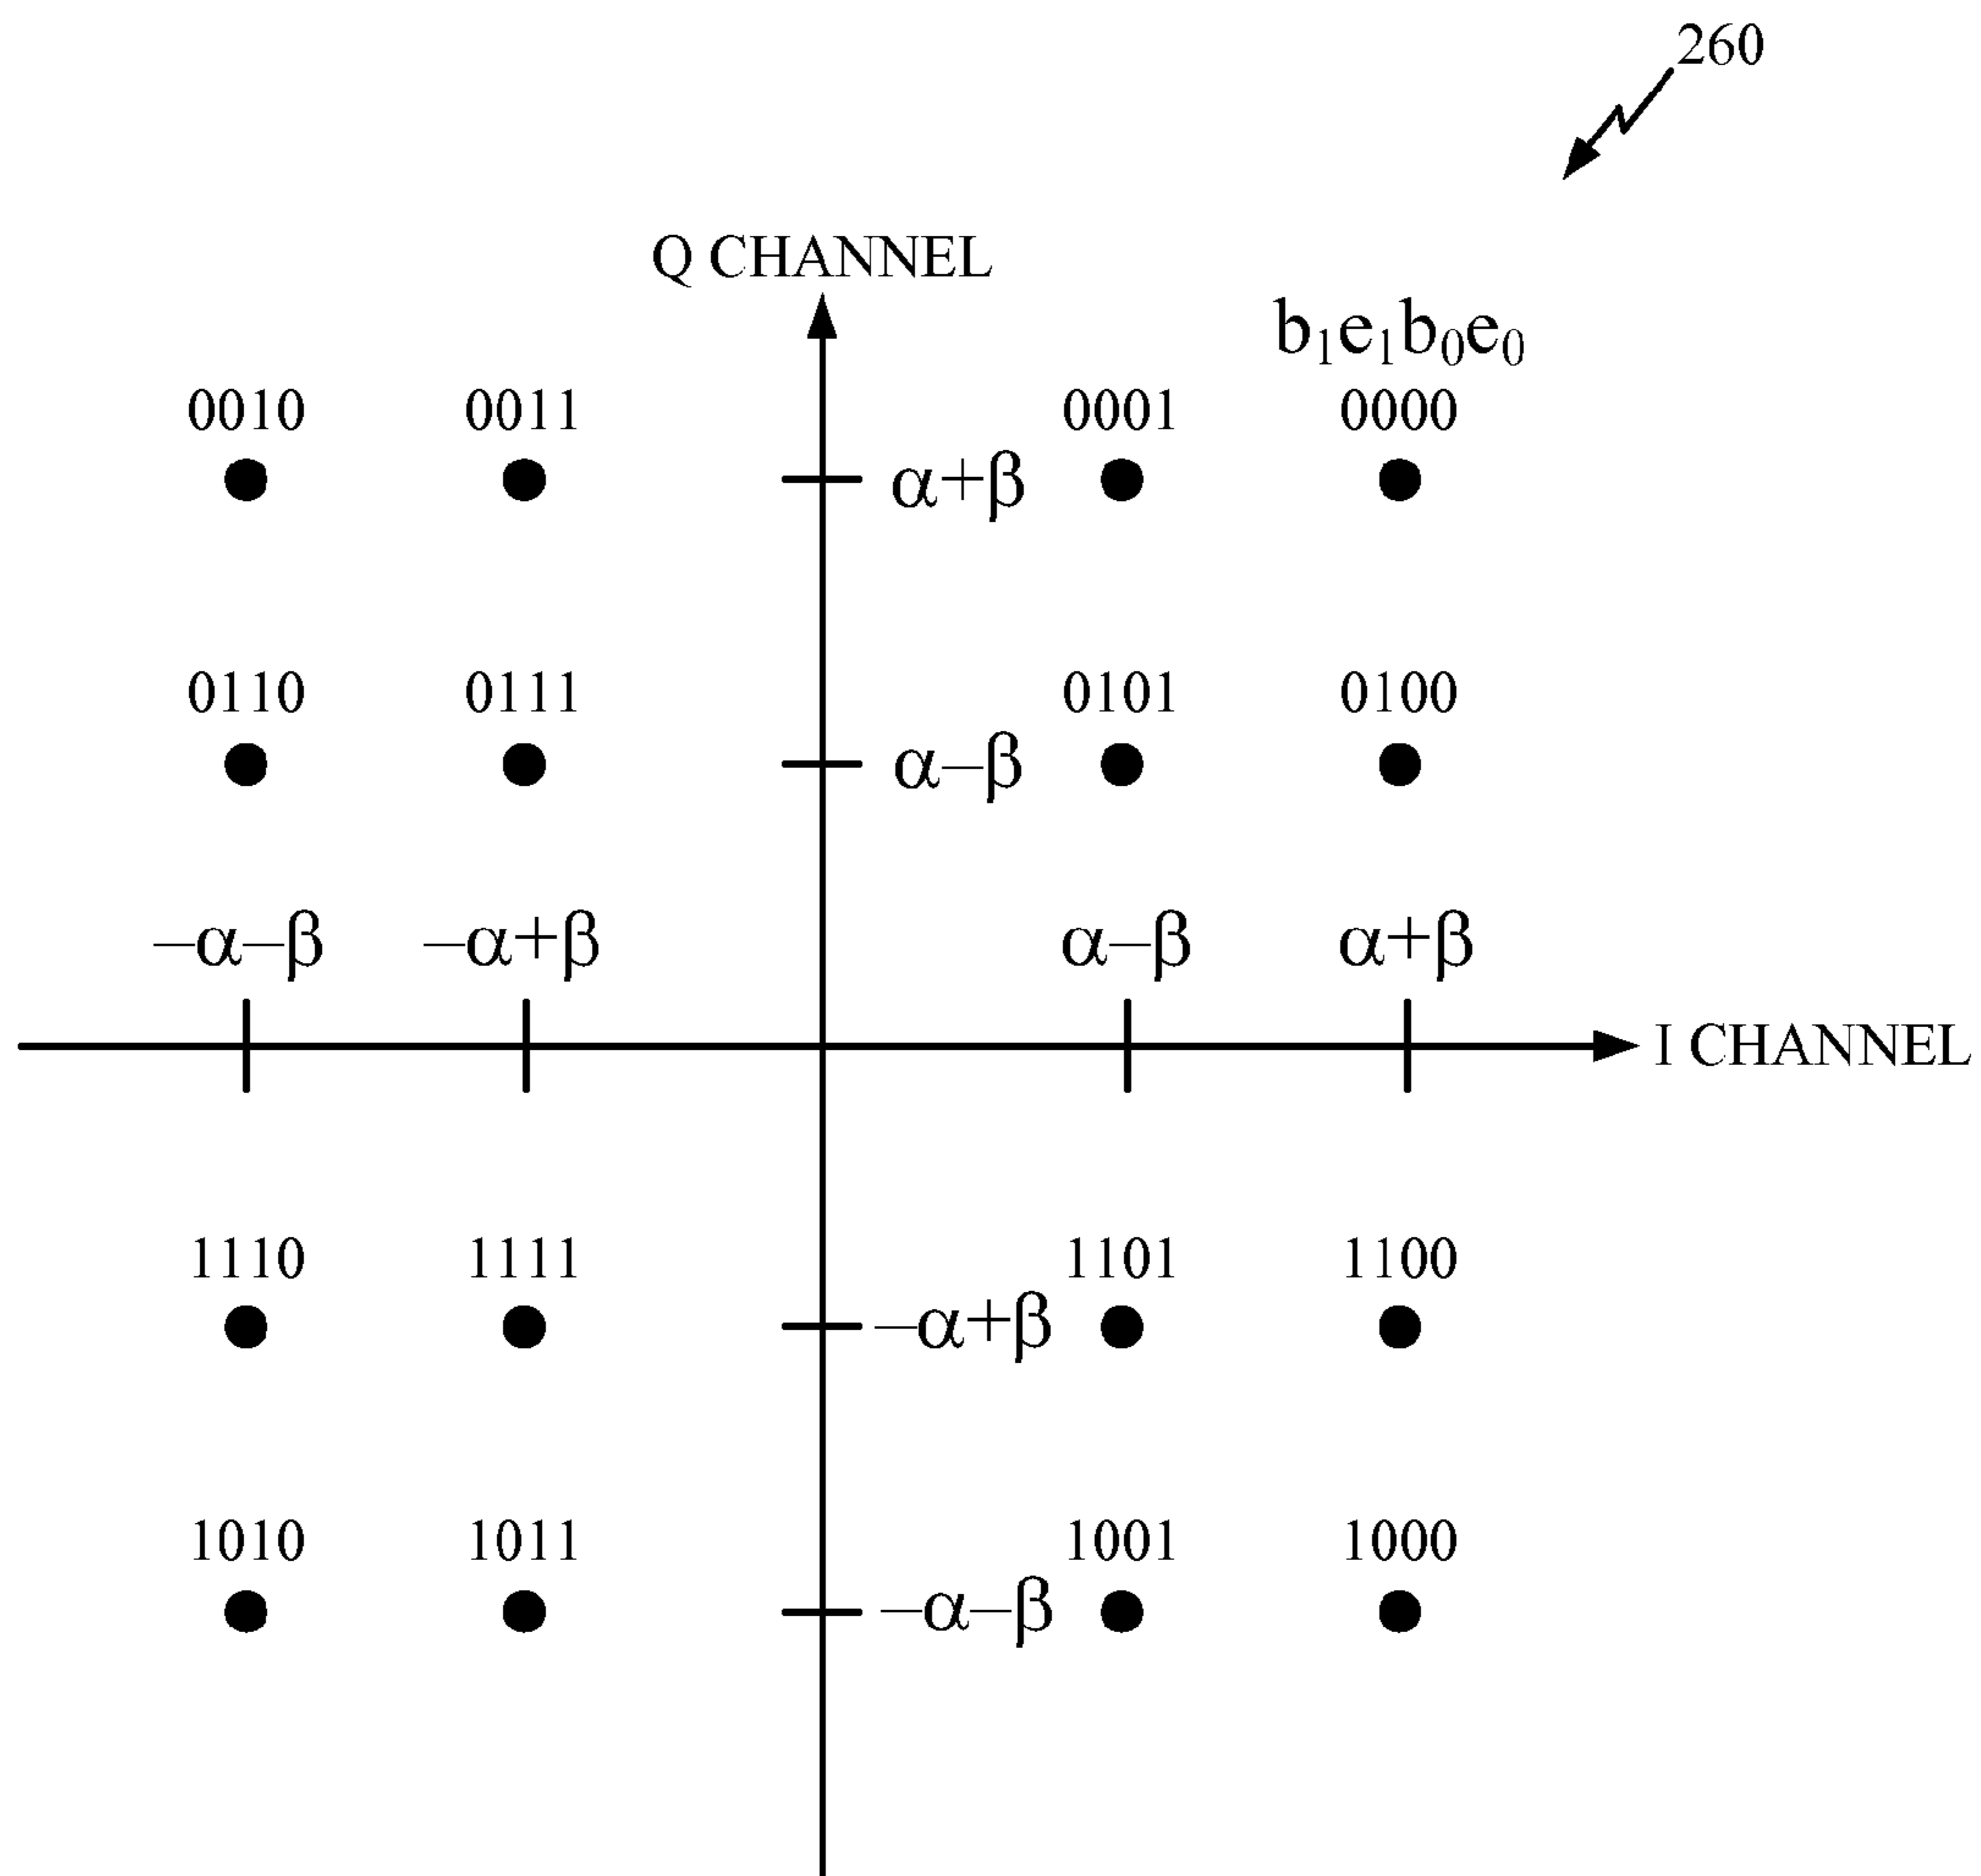 260
Q CHANNEL
b₁e₁b₀e₀
0010 0011 0001 0000
α+β
0110 0111 0101 0100
α–β
–α–β –α+β α–β α+β
I CHANNEL
1110 1111 1101 1100
–α+β
1010 1011 1001 1000
–α–β